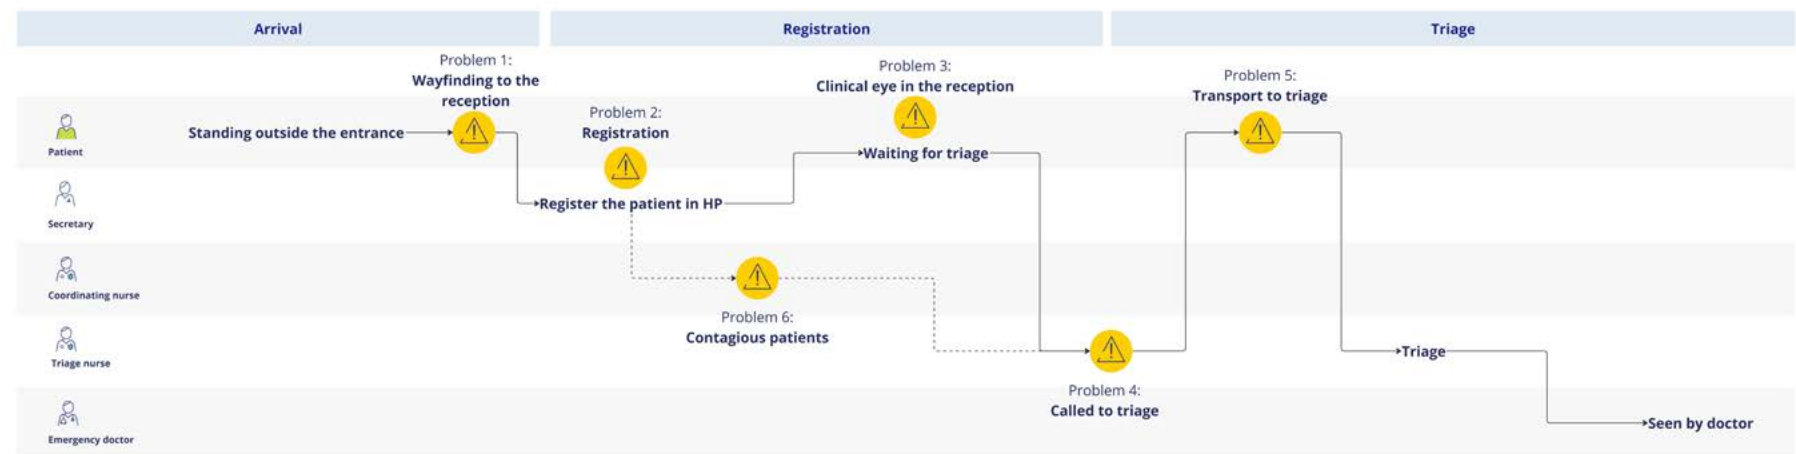 Arrival
Registration
Triage
Problem 1:
Wayfinding to the
reception
Problem 2:
Registration
Problem 3:
Clinical eye in the reception
Problem 5:
Transport to triage
Patient
Standing outside the entrance
Waiting for triage
Secretary
Register the patient in HP
Coordinating nurse
Problem 6:
Contagious patients
Triage nurse
Triage
Problem 4:
Called to triage
Emergency doctor
Seen by doctor